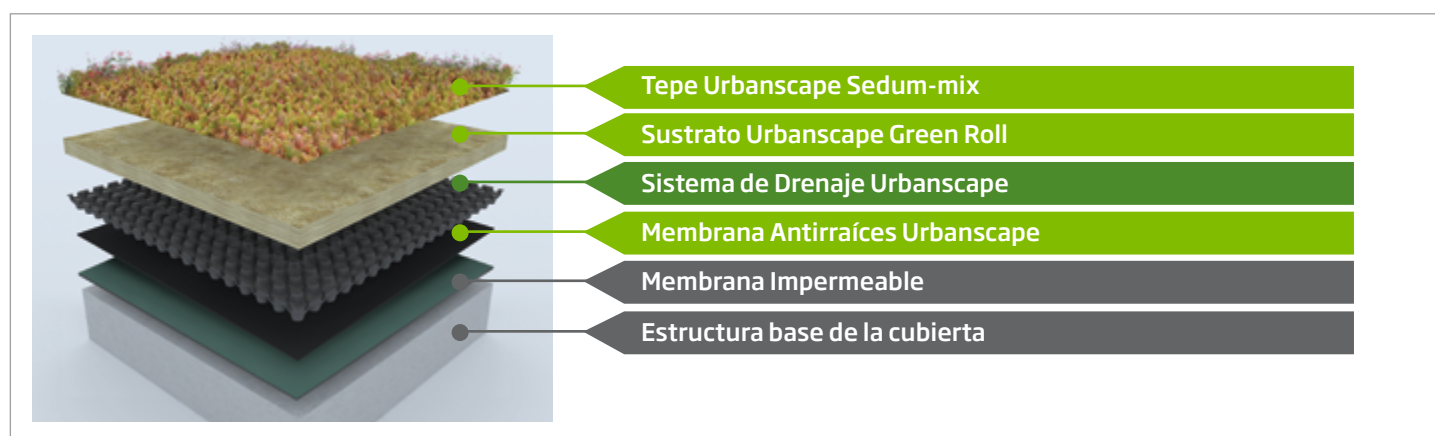 Tepe Urbanscape Sedum-mix
Sustrato Urbanscape Green Roll
Sistema de Drenaje Urbanscape
Membrana Antirraíces Urbanscape
Membrana Impermeable
Estructura base de la cubierta